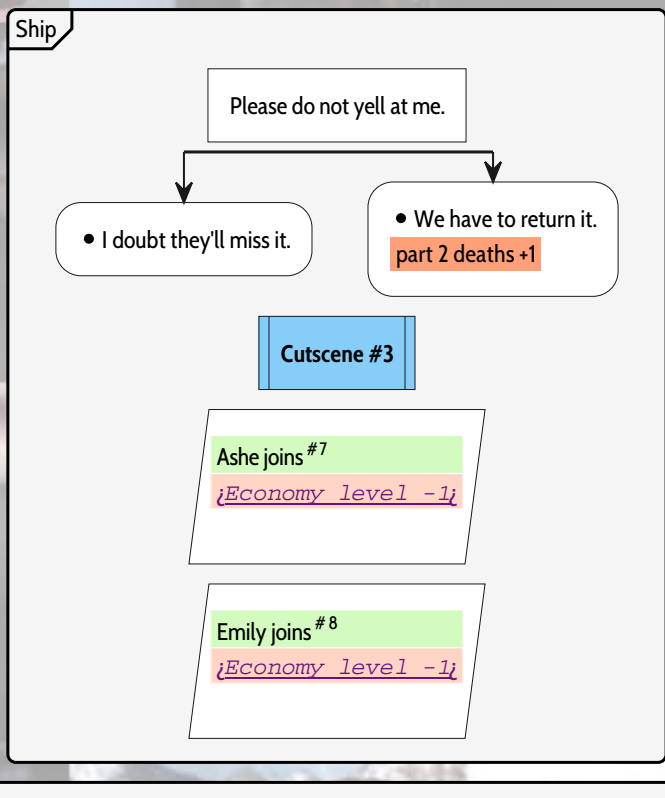 Ship
Please do not yell at me.
• I doubt they'll miss it.
• We have to return it.
part 2 deaths +1
Cutscene #3
Ashe joins #7
¿Economy level -1¿
Emily joins #8
¿Economy level -1¿